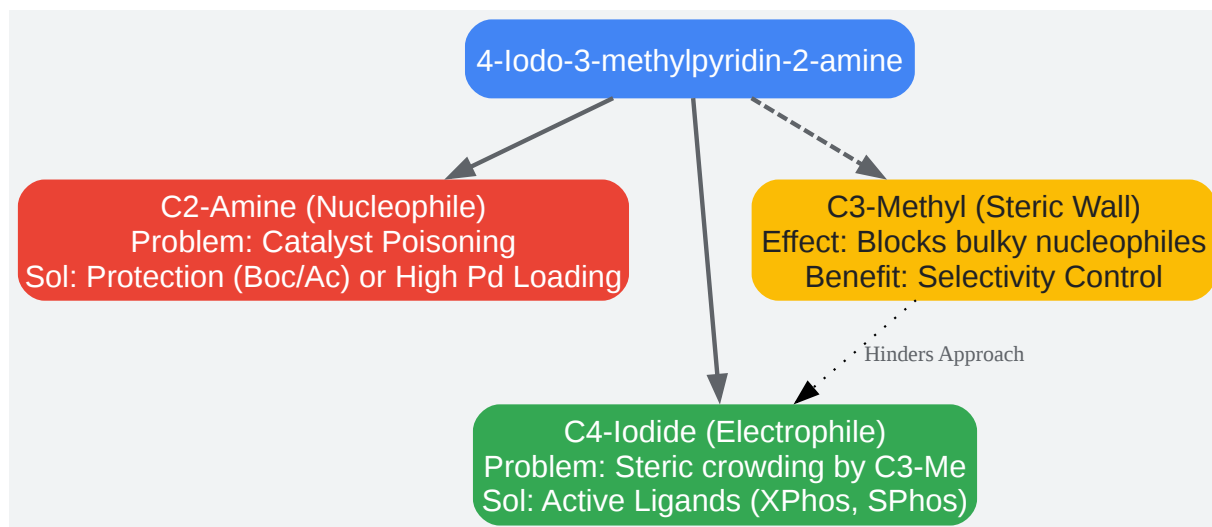 4-Iodo-3-methylpyridin-2-amine
C2-Amine (Nucleophile)
Problem: Catalyst Poisoning
Sol: Protection (Boc/Ac) or High Pd Loading
C3-Methyl (Steric Wall)
Effect: Blocks bulky nucleophiles
Benefit: Selectivity Control
Hinders Approach
C4-Iodide (Electrophile)
Problem: Steric crowding by C3-Me
Sol: Active Ligands (XPhos, SPhos)